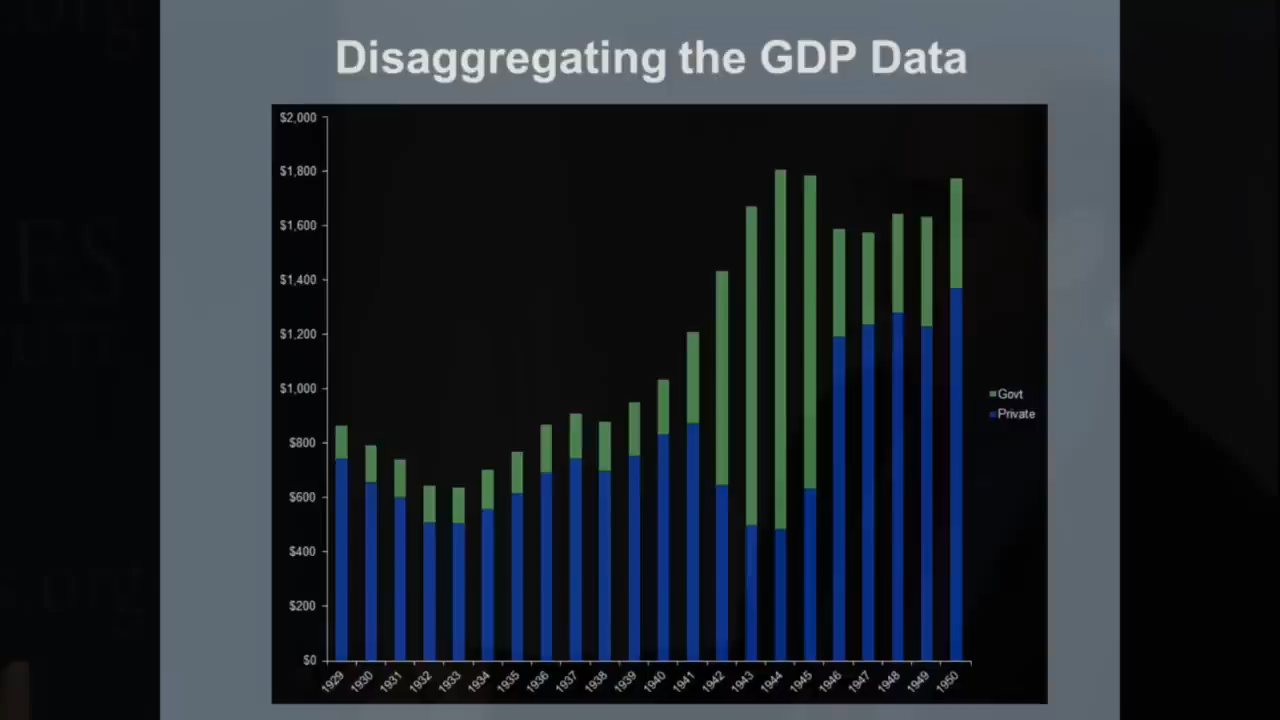 Disaggregating the GDP Data
$2,000
$1,800
$1,600
$1,400
$1,200
$1,000
$800
$600
$400
$200
$0
1929 1930 1931 1932 1933 1934 1935 1936 1937 1938 1939 1940 1941 1942 1943 1944 1945 1946 1947 1948 1949 1950
Govt
Private